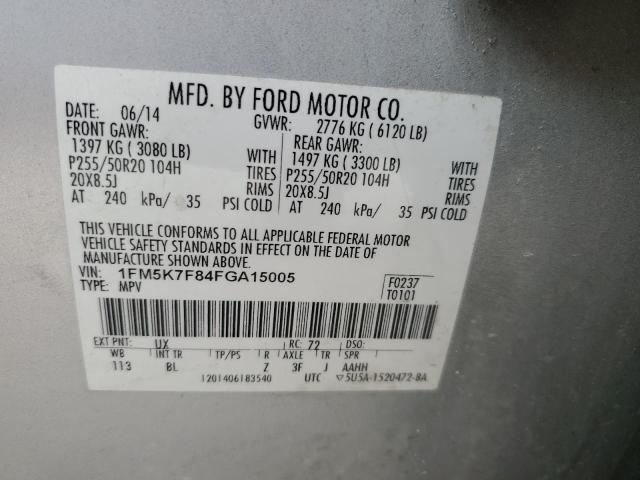 MFD. BY FORD MOTOR CO.
DATE: 06/14 GVWR: 2776 KG ( 6120 LB)
FRONT GAWR: REAR GAWR:
1397 KG ( 3080 LB) WITH 1497 KG ( 3300 LB) WITH
P255/50R20 104H TIRES P255/50R20 104H TIRES
20X8.5J RIMS 20X8.5J RIMS
AT 240 kPa/ 35 PSI COLD AT 240 kPa/ 35 PSI COLD
THIS VEHICLE CONFORMS TO ALL APPLICABLE FEDERAL MOTOR
VEHICLE SAFETY STANDARDS IN EFFECT ON THE DATE OF
MANUFACTURE SHOWN ABOVE.
VIN: 1FM5K7F84FGA15005 F0237
TYPE: MPV T0101
EXT PNT: UX RC: 72 DSO:
WB INT TR TP/PS R AXLE TR SPR
113 BL Z 3F J AAHH
1201406183540 UTC ▽5U5A-1520472-8A